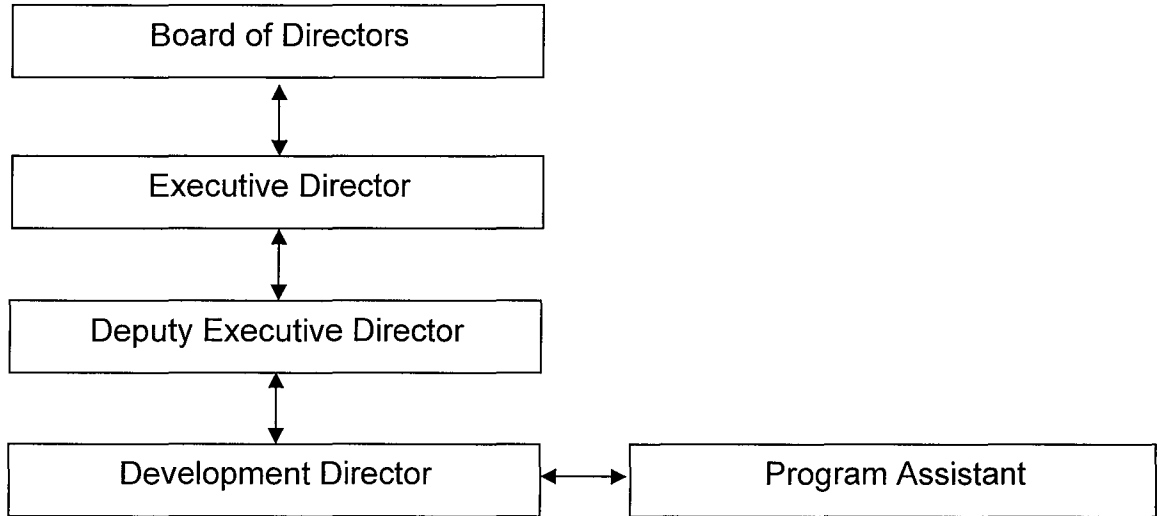 Board of Directors
Executive Director
Deputy Executive Director
Development Director
Program Assistant